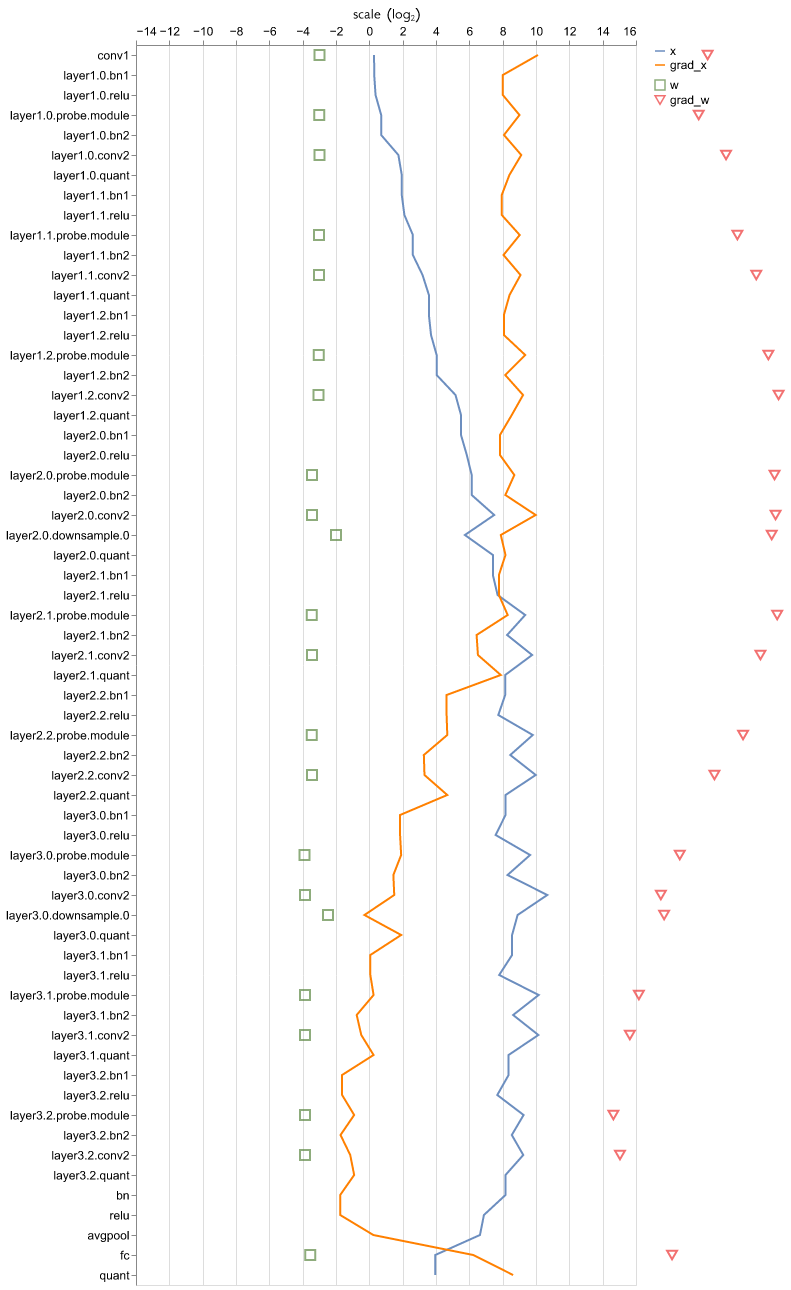 scale (log₂)
−14 −12 −10 −8 −6 −4 −2 0 2 4 6 8 10 12 14 16
conv1
layer1.0.bn1
layer1.0.relu
layer1.0.probe.module
layer1.0.bn2
layer1.0.conv2
layer1.0.quant
layer1.1.bn1
layer1.1.relu
layer1.1.probe.module
layer1.1.bn2
layer1.1.conv2
layer1.1.quant
layer1.2.bn1
layer1.2.relu
layer1.2.probe.module
layer1.2.bn2
layer1.2.conv2
layer1.2.quant
layer2.0.bn1
layer2.0.relu
layer2.0.probe.module
layer2.0.bn2
layer2.0.conv2
layer2.0.downsample.0
layer2.0.quant
layer2.1.bn1
layer2.1.relu
layer2.1.probe.module
layer2.1.bn2
layer2.1.conv2
layer2.1.quant
layer2.2.bn1
layer2.2.relu
layer2.2.probe.module
layer2.2.bn2
layer2.2.conv2
layer2.2.quant
layer3.0.bn1
layer3.0.relu
layer3.0.probe.module
layer3.0.bn2
layer3.0.conv2
layer3.0.downsample.0
layer3.0.quant
layer3.1.bn1
layer3.1.relu
layer3.1.probe.module
layer3.1.bn2
layer3.1.conv2
layer3.1.quant
layer3.2.bn1
layer3.2.relu
layer3.2.probe.module
layer3.2.bn2
layer3.2.conv2
layer3.2.quant
bn
relu
avgpool
fc
quant
x
grad_x
w
grad_w